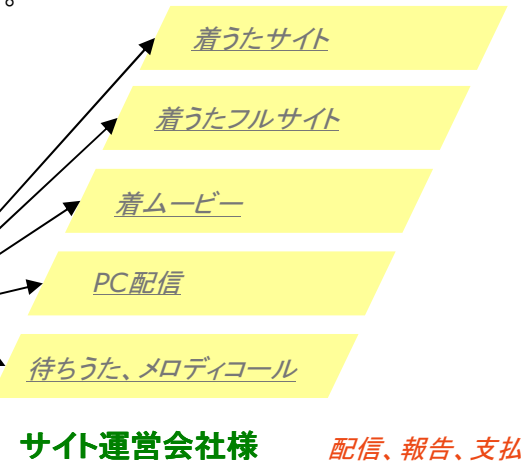 。
着うたサイト
着うたフルサイト
着ムービー
PC配信
待ちうた、メロディコール
サイト運営会社様 配信、報告、支払